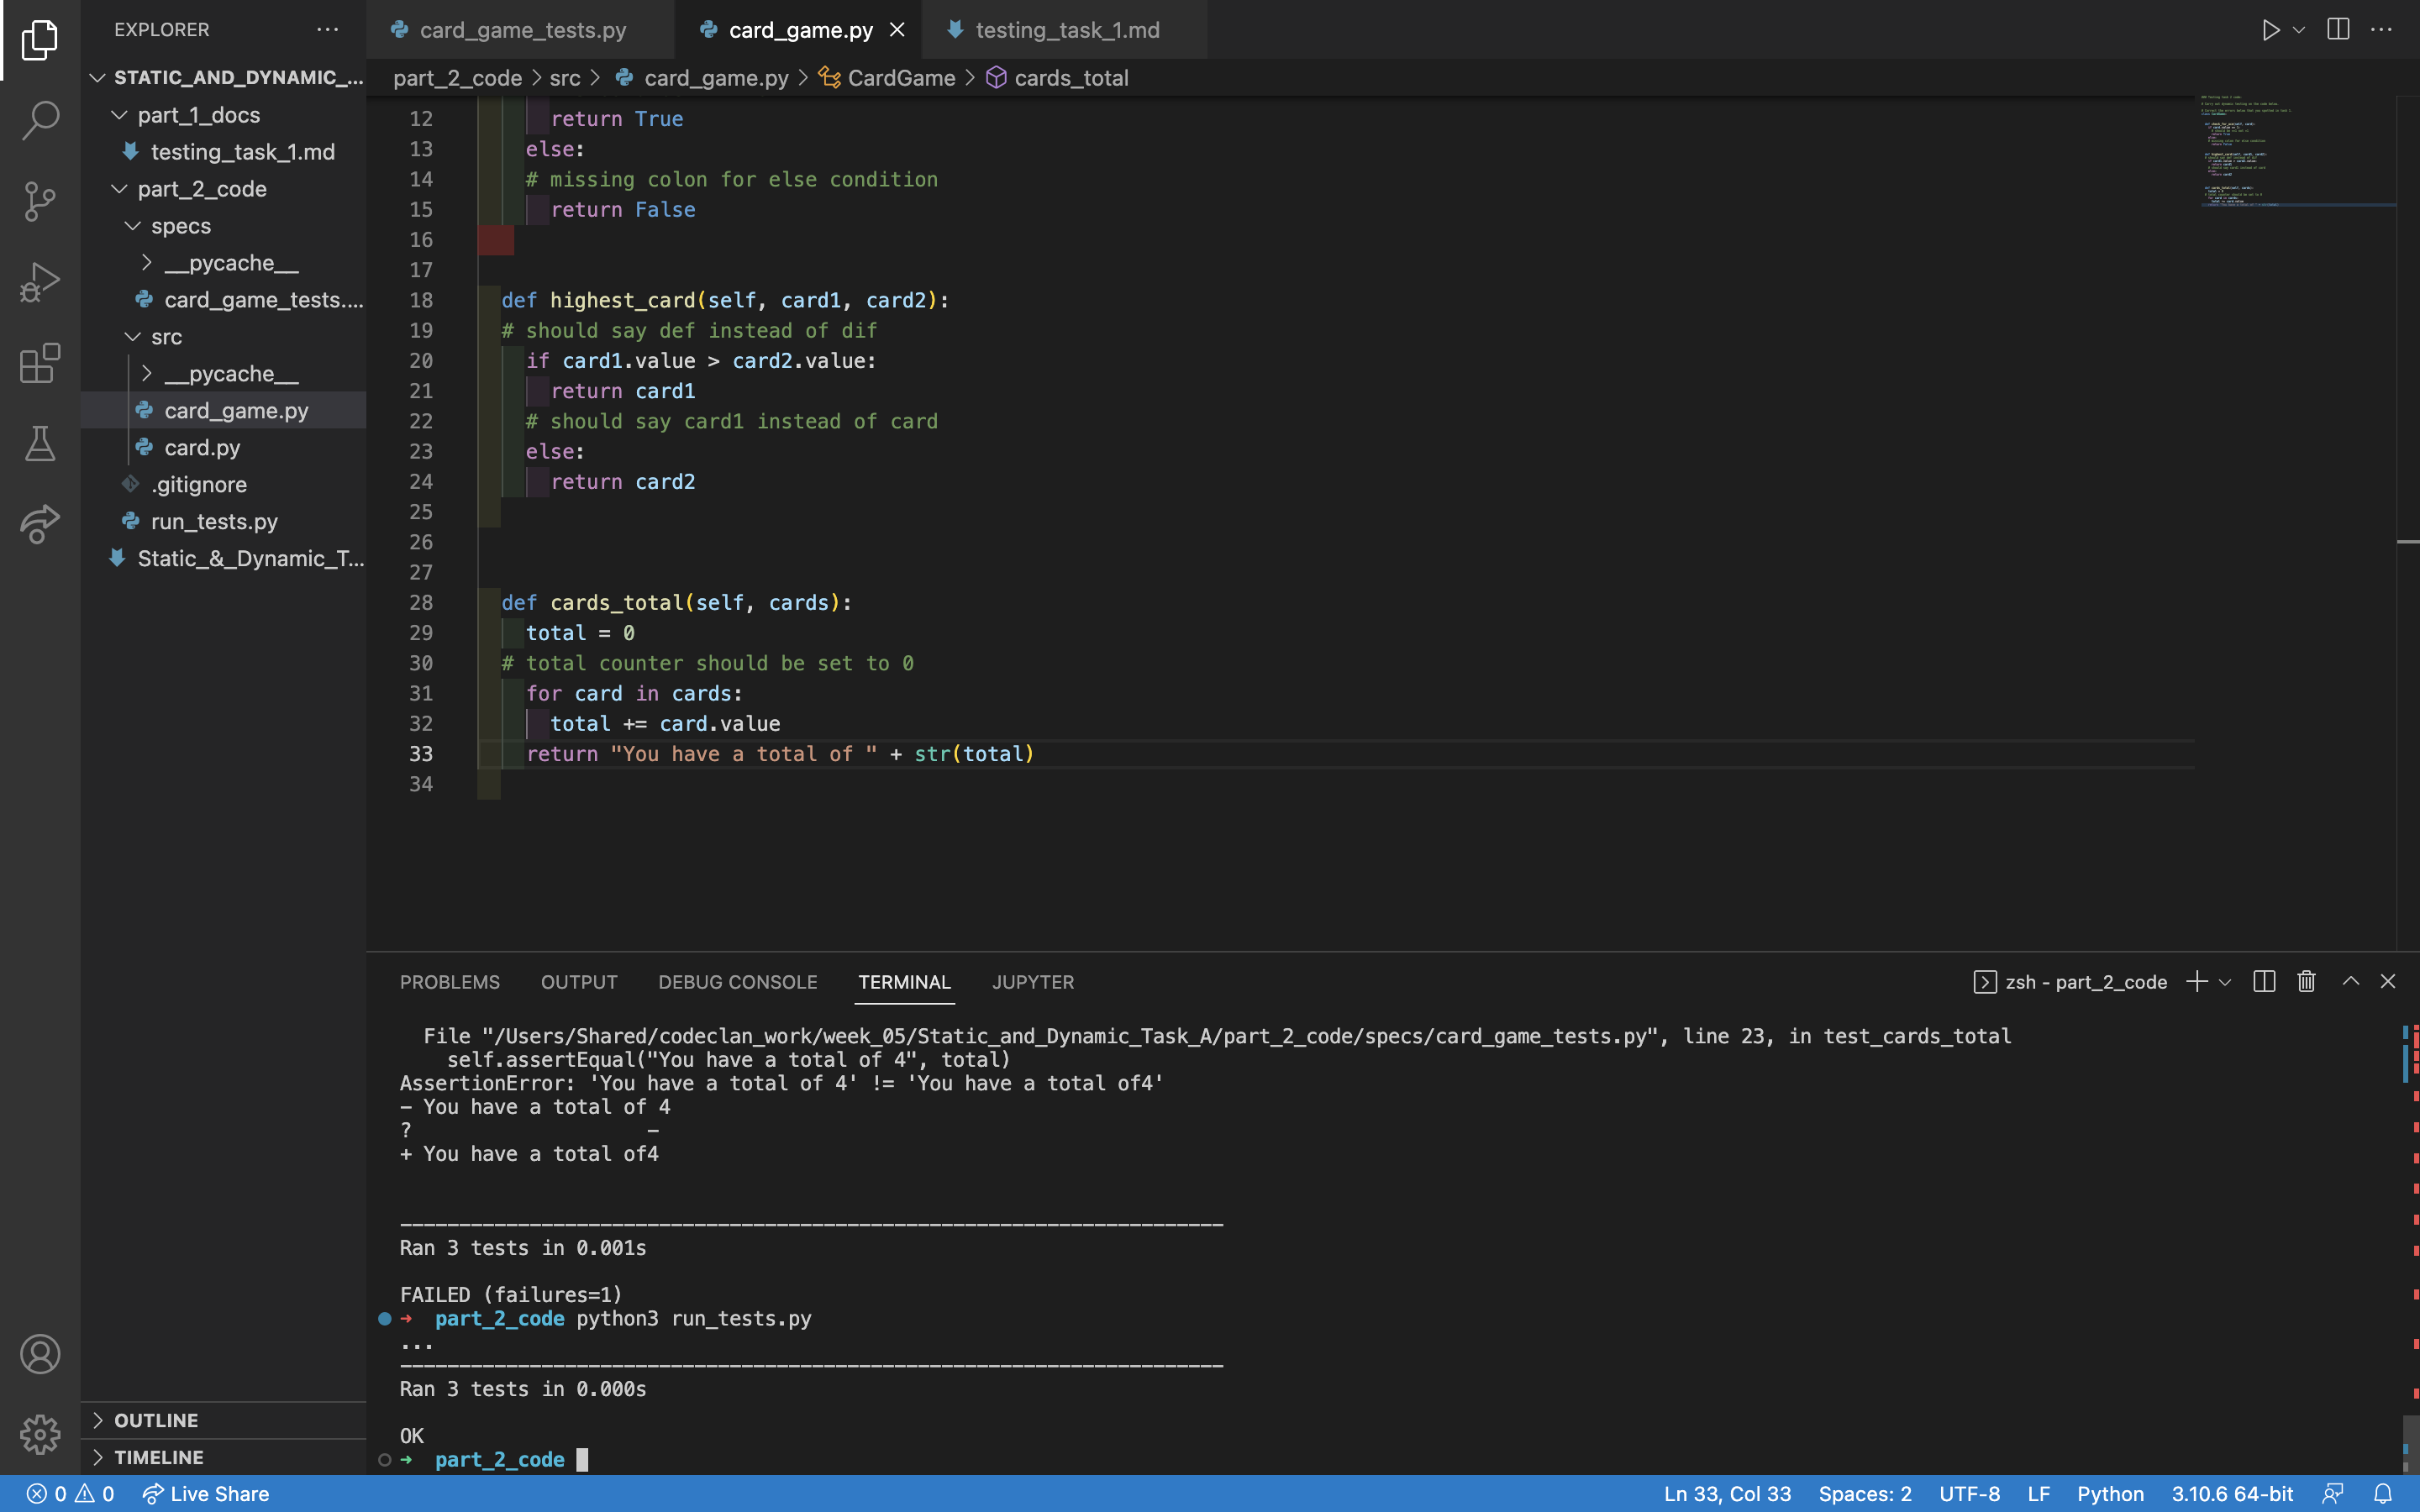 EXPLORER
STATIC_AND_DYNAMIC_...
part_1_docs
testing_task_1.md
part_2_code
specs
__pycache__
card_game_tests....
src
__pycache__
card_game.py
card.py
.gitignore
run_tests.py
Static_&_Dynamic_T...
OUTLINE
TIMELINE
card_game_tests.py
card_game.py
testing_task_1.md
part_2_code > src > card_game.py > CardGame > cards_total
12 return True
13 else:
14 # missing colon for else condition
15 return False
16
17
18 def highest_card(self, card1, card2):
19 # should say def instead of dif
20 if card1.value > card2.value:
21 return card1
22 # should say card1 instead of card
23 else:
24 return card2
25
26
27
28 def cards_total(self, cards):
29 total = 0
30 # total counter should be set to 0
31 for card in cards:
32 total += card.value
33 return "You have a total of " + str(total)
34
PROBLEMS OUTPUT DEBUG CONSOLE TERMINAL JUPYTER
zsh - part_2_code
File "/Users/Shared/codeclan_work/week_05/Static_and_Dynamic_Task_A/part_2_code/specs/card_game_tests.py", line 23, in test_cards_total
self.assertEqual("You have a total of 4", total)
AssertionError: 'You have a total of 4' != 'You have a total of4'
- You have a total of 4
? -
+ You have a total of4
----------------------------------------------------------------------
Ran 3 tests in 0.001s
FAILED (failures=1)
➜ part_2_code python3 run_tests.py
...
----------------------------------------------------------------------
Ran 3 tests in 0.000s
OK
➜ part_2_code
0 0 Live Share
Ln 33, Col 33 Spaces: 2 UTF-8 LF Python 3.10.6 64-bit